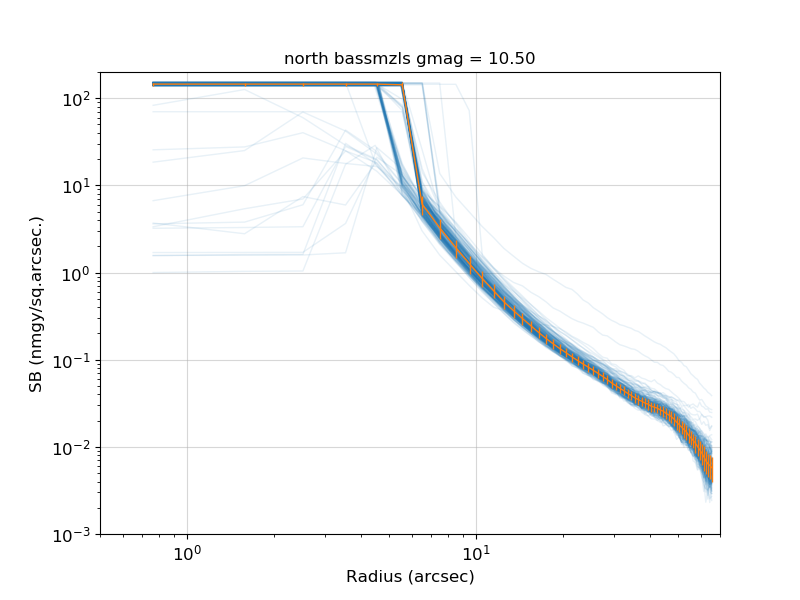 north bassmzls gmag = 10.50
SB (nmgy/sq.arcsec.)
10²
10¹
10⁰
10⁻¹
10⁻²
10⁻³
10⁰ 10¹
Radius (arcsec)